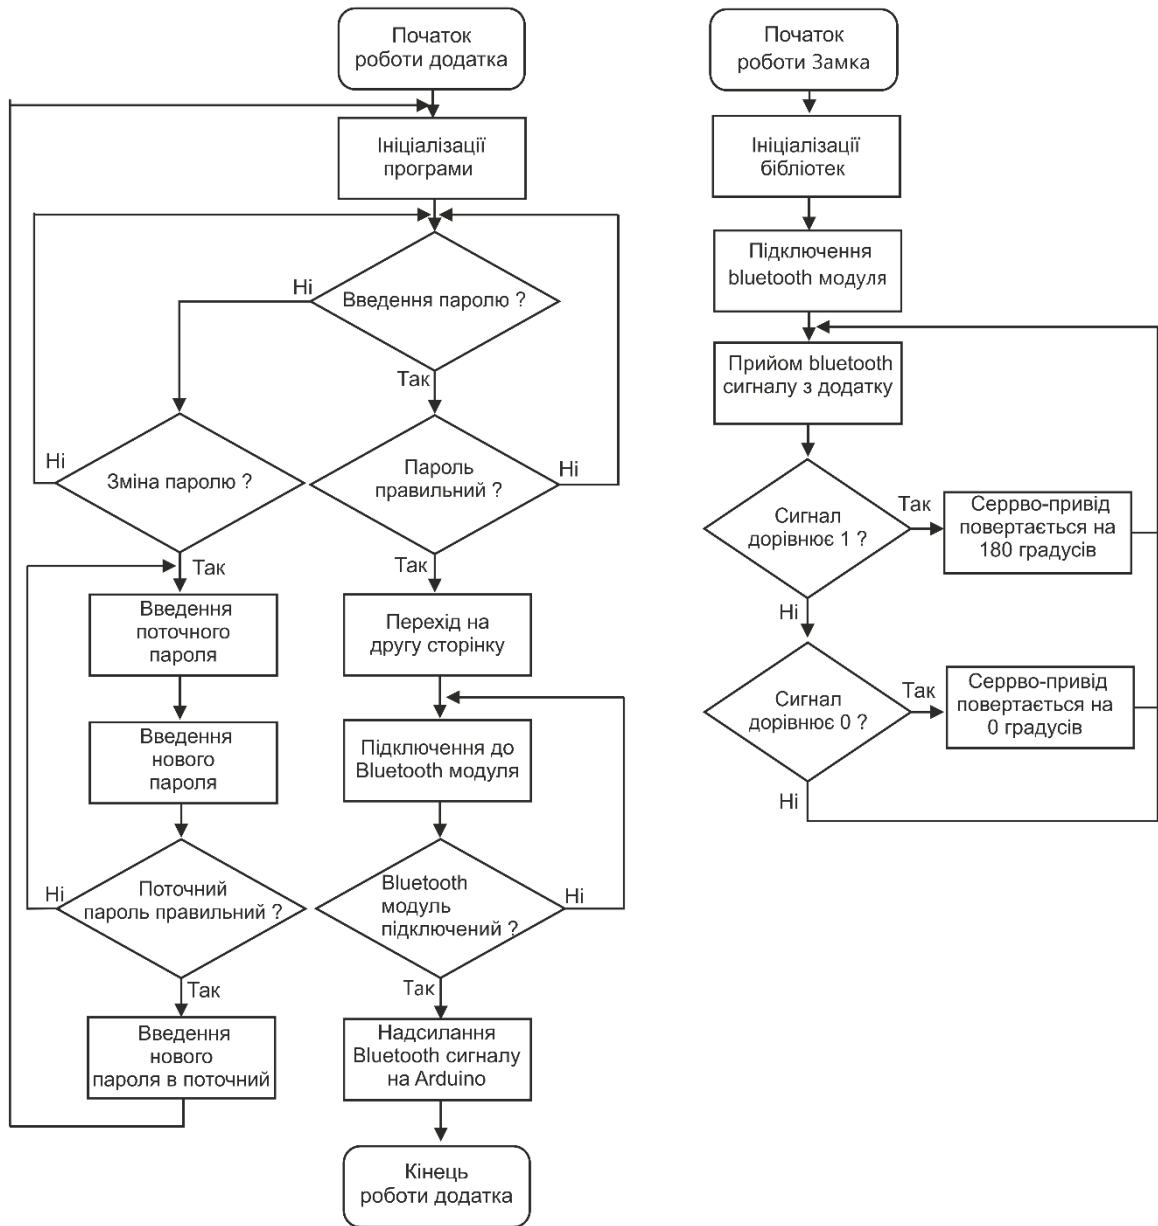 Початок
роботи додатка
Ініціалізації
програми
Введення паролю ?
Ні
Так
Зміна паролю ?
Ні
Так
Пароль
правильний ?
Ні
Так
Введення
поточного
пароля
Введення
нового
пароля
Поточний
пароль правильний ?
Ні
Так
Введення
нового
пароля в поточний
Перехід на
другу сторінку
Підключення до
Bluetooth модуля
Bluetooth
модуль
підключений ?
Ні
Так
Надсилання
Bluetooth сигналу
на Arduino
Кінець
роботи додатка
Початок
роботи Замка
Ініціалізації
бібліотек
Підключення
bluetooth модуля
Прийом bluetooth
сигналу з додатку
Сигнал
дорівнює 1 ?
Так
Серрво-привід
повертається на
180 градусів
Ні
Сигнал
дорівнює 0 ?
Так
Серрво-привід
повертається на
0 градусів
Ні